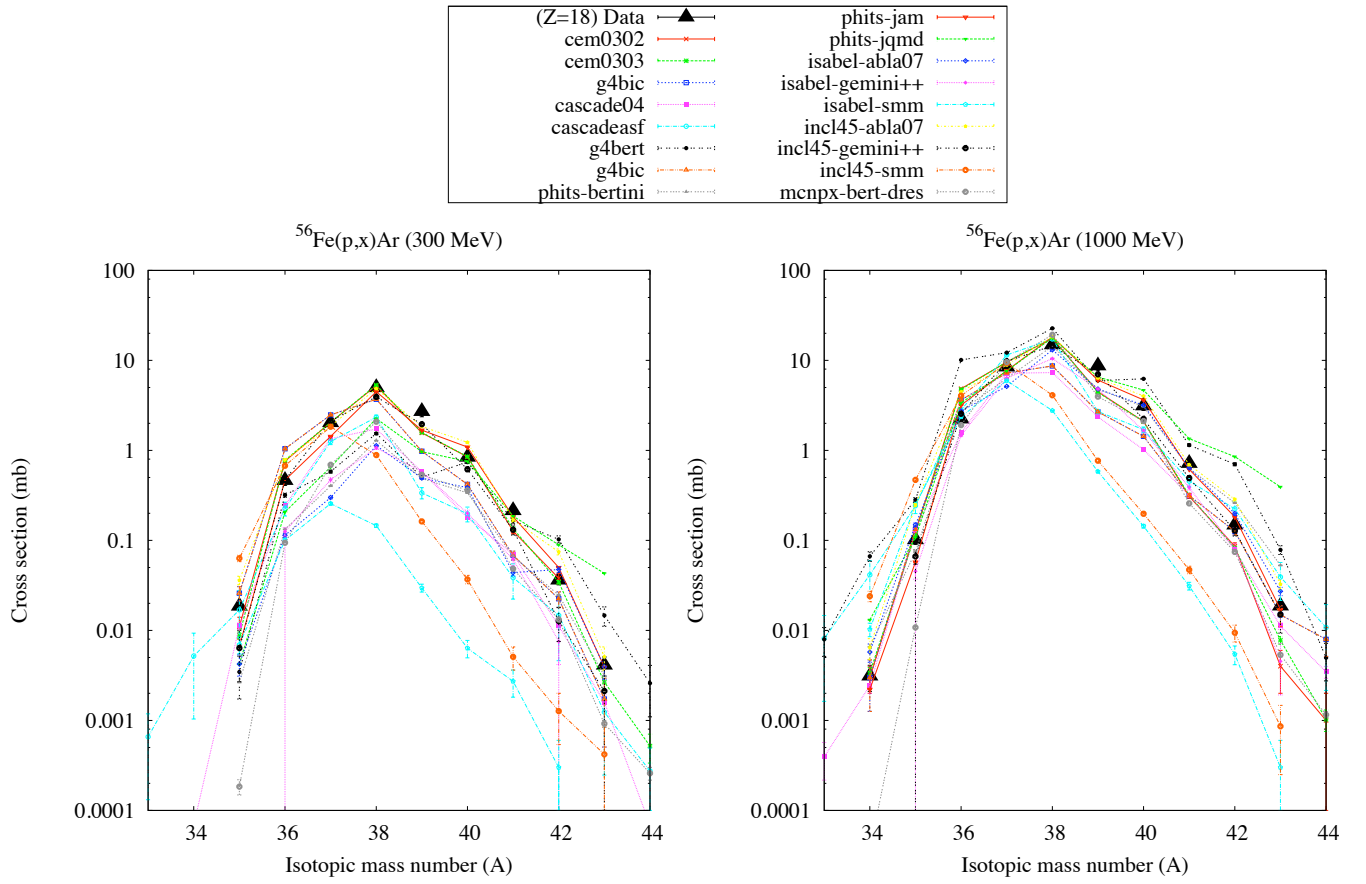 (Z=18) Data
cem0302
cem0303
g4bic
cascade04
cascadeasf
g4bert
g4bic
phits-bertini
phits-jam
phits-jqmd
isabel-abla07
isabel-gemini++
isabel-smm
incl45-abla07
incl45-gemini++
incl45-smm
mcnpx-bert-dres
56Fe(p,x)Ar (300 MeV)
Cross section (mb)
100
10
1
0.1
0.01
0.001
0.0001
34 36 38 40 42 44
Isotopic mass number (A)
56Fe(p,x)Ar (1000 MeV)
Cross section (mb)
100
10
1
0.1
0.01
0.001
0.0001
34 36 38 40 42 44
Isotopic mass number (A)